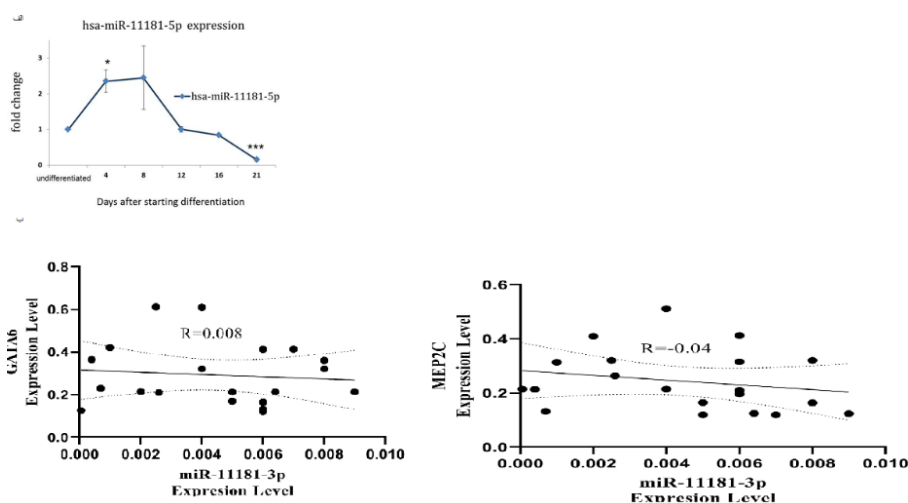 hsa-miR-11181-5p expression
3
2
1
0
fold change
*
***
hsa-miR-11181-5p
undifferentiated 4 8 12 16 21
Days after starting differentiation
0.8
0.6
0.4
0.2
0.0
GATA6
Expression Level
R=0.008
0.000 0.002 0.004 0.006 0.008 0.010
miR-11181-3p
Expresion Level
0.6
0.4
0.2
0.0
MEP2C
Expression Level
R=-0.04
0.000 0.002 0.004 0.006 0.008 0.010
miR-11181-3p
Expresion Level